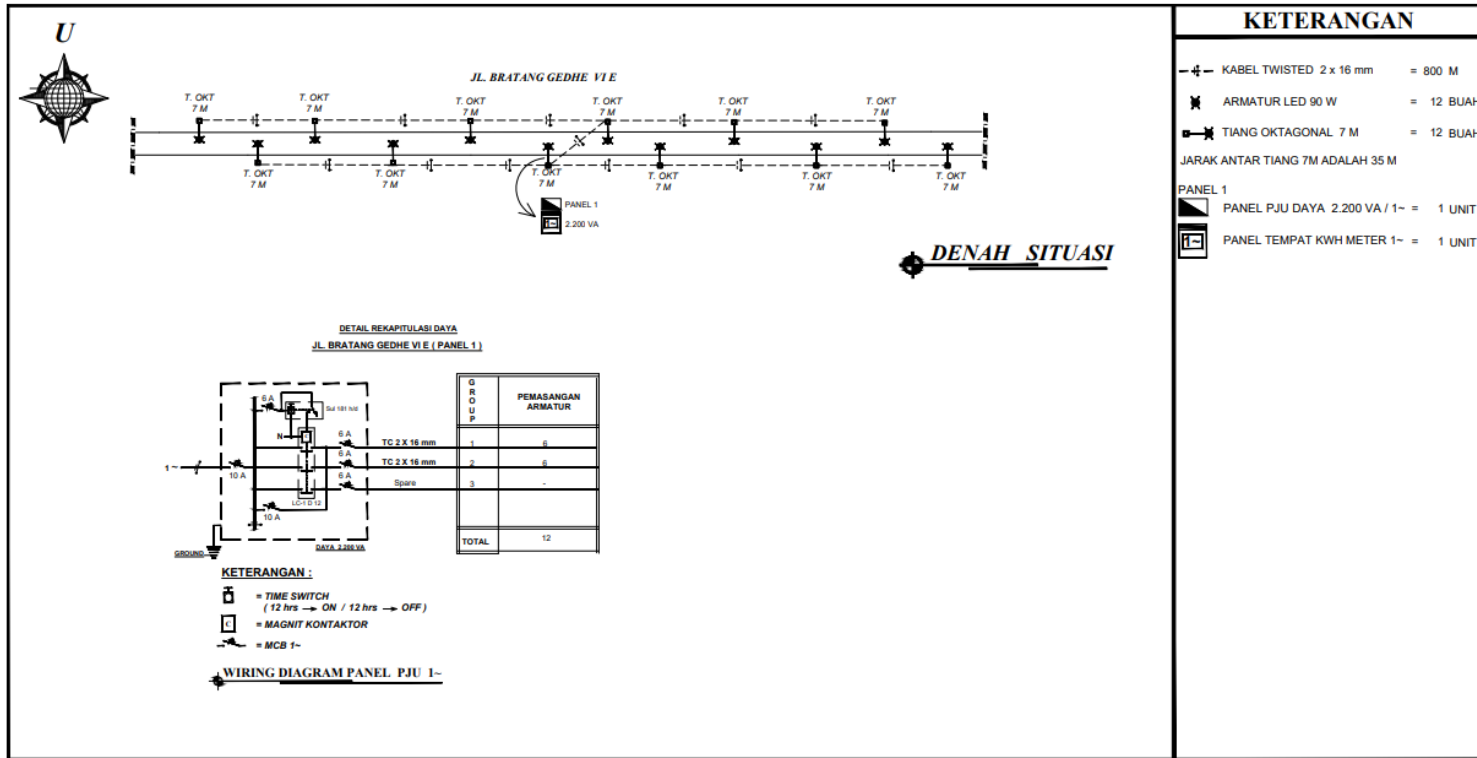 U
JL. BRATANG GEDHE VI E
T. OKT
7 M
T. OKT
7 M
T. OKT
7 M
T. OKT
7 M
T. OKT
7 M
T. OKT
7 M
T. OKT
7 M
T. OKT
7 M
T. OKT
7 M
T. OKT
7 M
T. OKT
7 M
T. OKT
7 M
PANEL 1
1~
2.200 VA
DENAH SITUASI
DETAIL REKAPITULASI DAYA
JL. BRATANG GEDHE VI E ( PANEL 1 )
GROUP
PEMASANGAN
ARMATUR
6 A
Sul 181 h/d
N
6 A
TC 2 X 16 mm
1
6
6 A
1 ~
TC 2 X 16 mm
2
6
10 A
6 A
Spare
3
-
LC-1 D 12
10 A
TOTAL
12
GROUND
DAYA 2.200 VA
KETERANGAN :
= TIME SWITCH
( 12 hrs → ON / 12 hrs → OFF )
C = MAGNIT KONTAKTOR
= MCB 1~
WIRING DIAGRAM PANEL PJU 1~
KETERANGAN
KABEL TWISTED 2 x 16 mm = 800 M
ARMATUR LED 90 W = 12 BUAH
TIANG OKTAGONAL 7 M = 12 BUAH
JARAK ANTAR TIANG 7M ADALAH 35 M
PANEL 1
PANEL PJU DAYA 2.200 VA / 1~ = 1 UNIT
1~ PANEL TEMPAT KWH METER 1~ = 1 UNIT